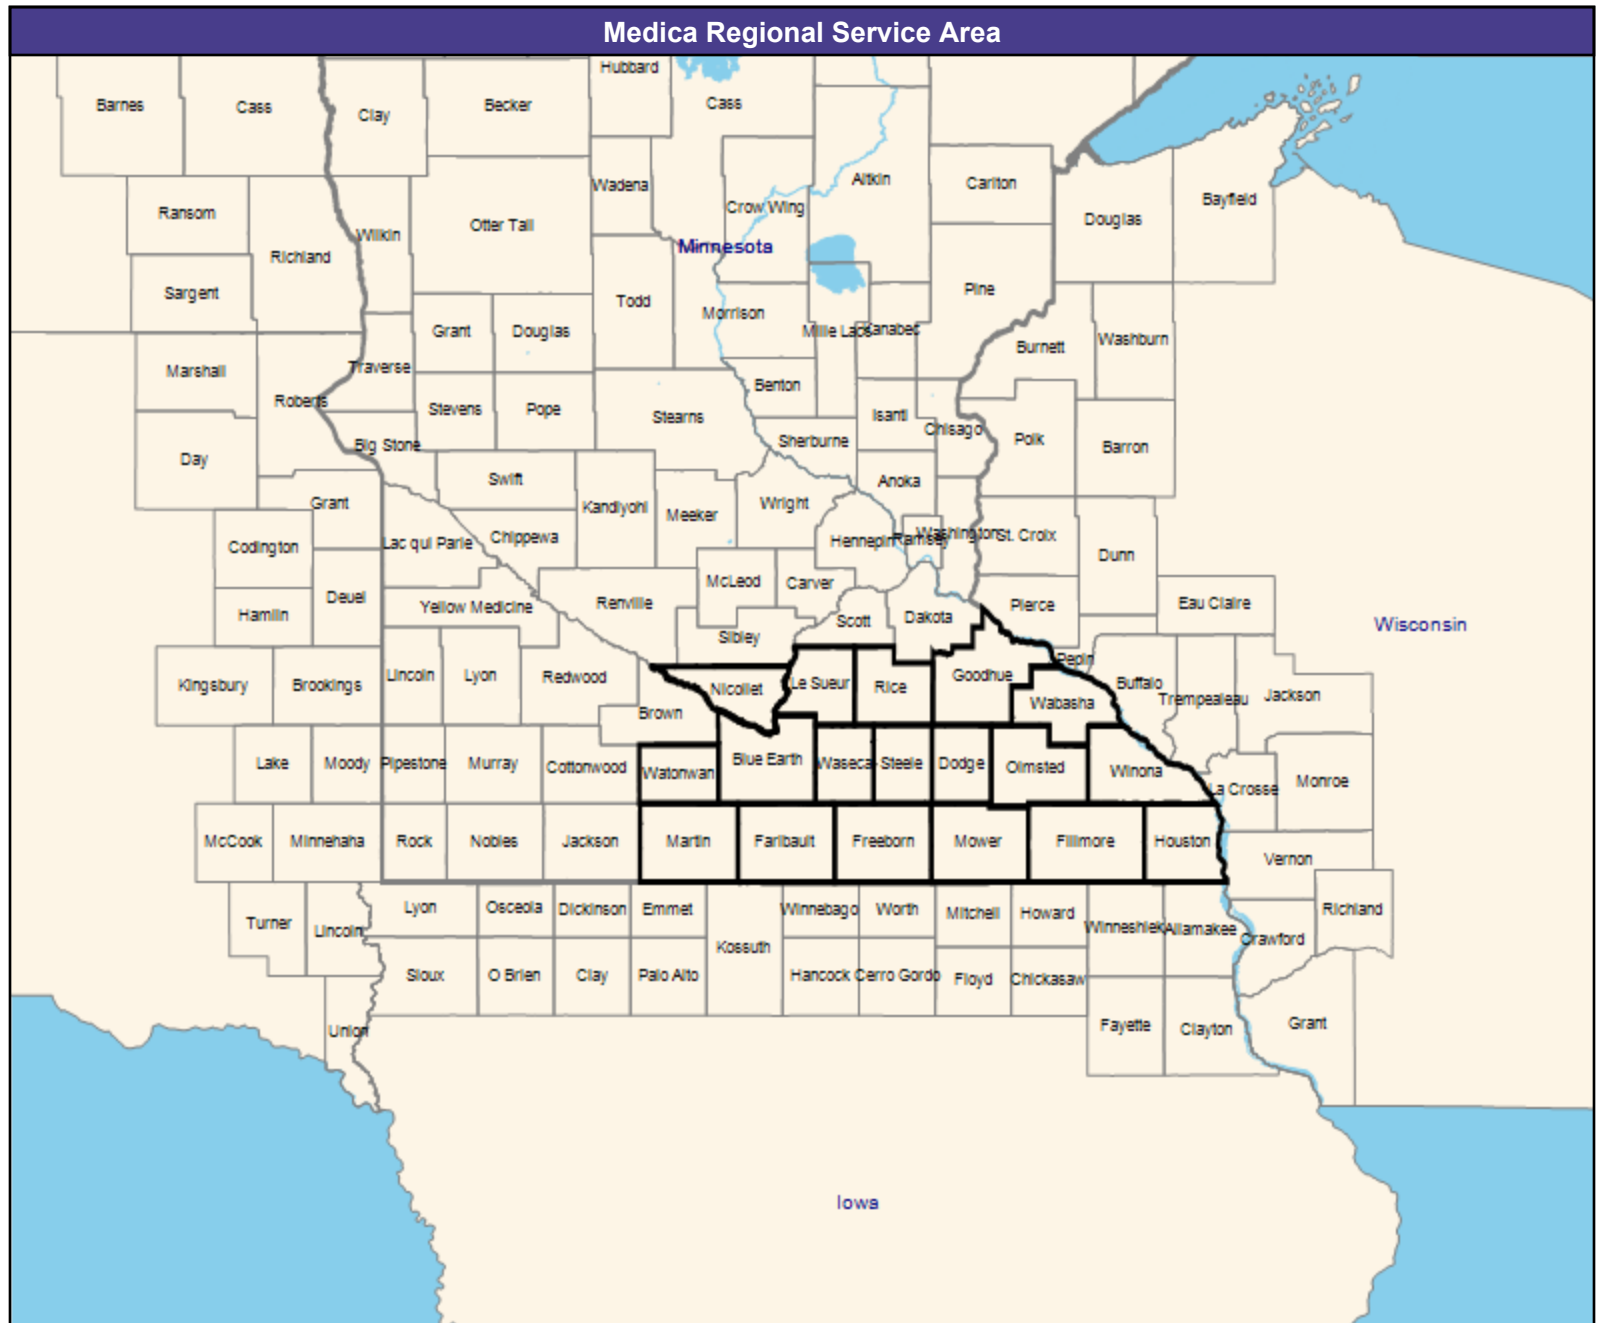 Medica Regional Service Area
Hubbard
Barnes
Cass
Clay
Becker
Cass
Wadena
Aitkin
Carlton
Bayfield
Ransom
Crow Wing
Douglas
Otter Tail
Wilkin
Richland
Minnesota
Sargent
Todd
Pine
Morrison
Grant
Douglas
Mille Lacs
Kanabec
Washburn
Burnett
Marshall
Traverse
Benton
Roberts
Stevens
Pope
Stearns
Isanti
Chisago
Polk
Barron
Sherburne
Big Stone
Day
Swift
Anoka
Grant
Kandiyohi
Meeker
Wright
Codington
Lac qui Parle
Chippewa
Hennepin
Ramsey
Washington
St. Croix
Dunn
McLeod
Carver
Deuel
Hamlin
Yellow Medicine
Renville
Scott
Dakota
Pierce
Eau Claire
Sibley
Wisconsin
Pepin
Kingsbury
Brookings
Lincoln
Lyon
Redwood
Nicollet
Le Sueur
Rice
Goodhue
Buffalo
Wabasha
Trempealeau
Jackson
Brown
Lake
Moody
Pipestone
Murray
Cottonwood
Watonwan
Blue Earth
Waseca
Steele
Dodge
Olmsted
Winona
La Crosse
Monroe
McCook
Minnehaha
Rock
Nobles
Jackson
Martin
Faribault
Freeborn
Mower
Fillmore
Houston
Vernon
Turner
Lincoln
Lyon
Osceola
Dickinson
Emmet
Winnebago
Worth
Mitchell
Howard
Winneshiek
Allamakee
Crawford
Richland
Kossuth
Sioux
O Brien
Clay
Palo Alto
Hancock
Cerro Gordo
Floyd
Chickasaw
Union
Fayette
Clayton
Grant
Iowa